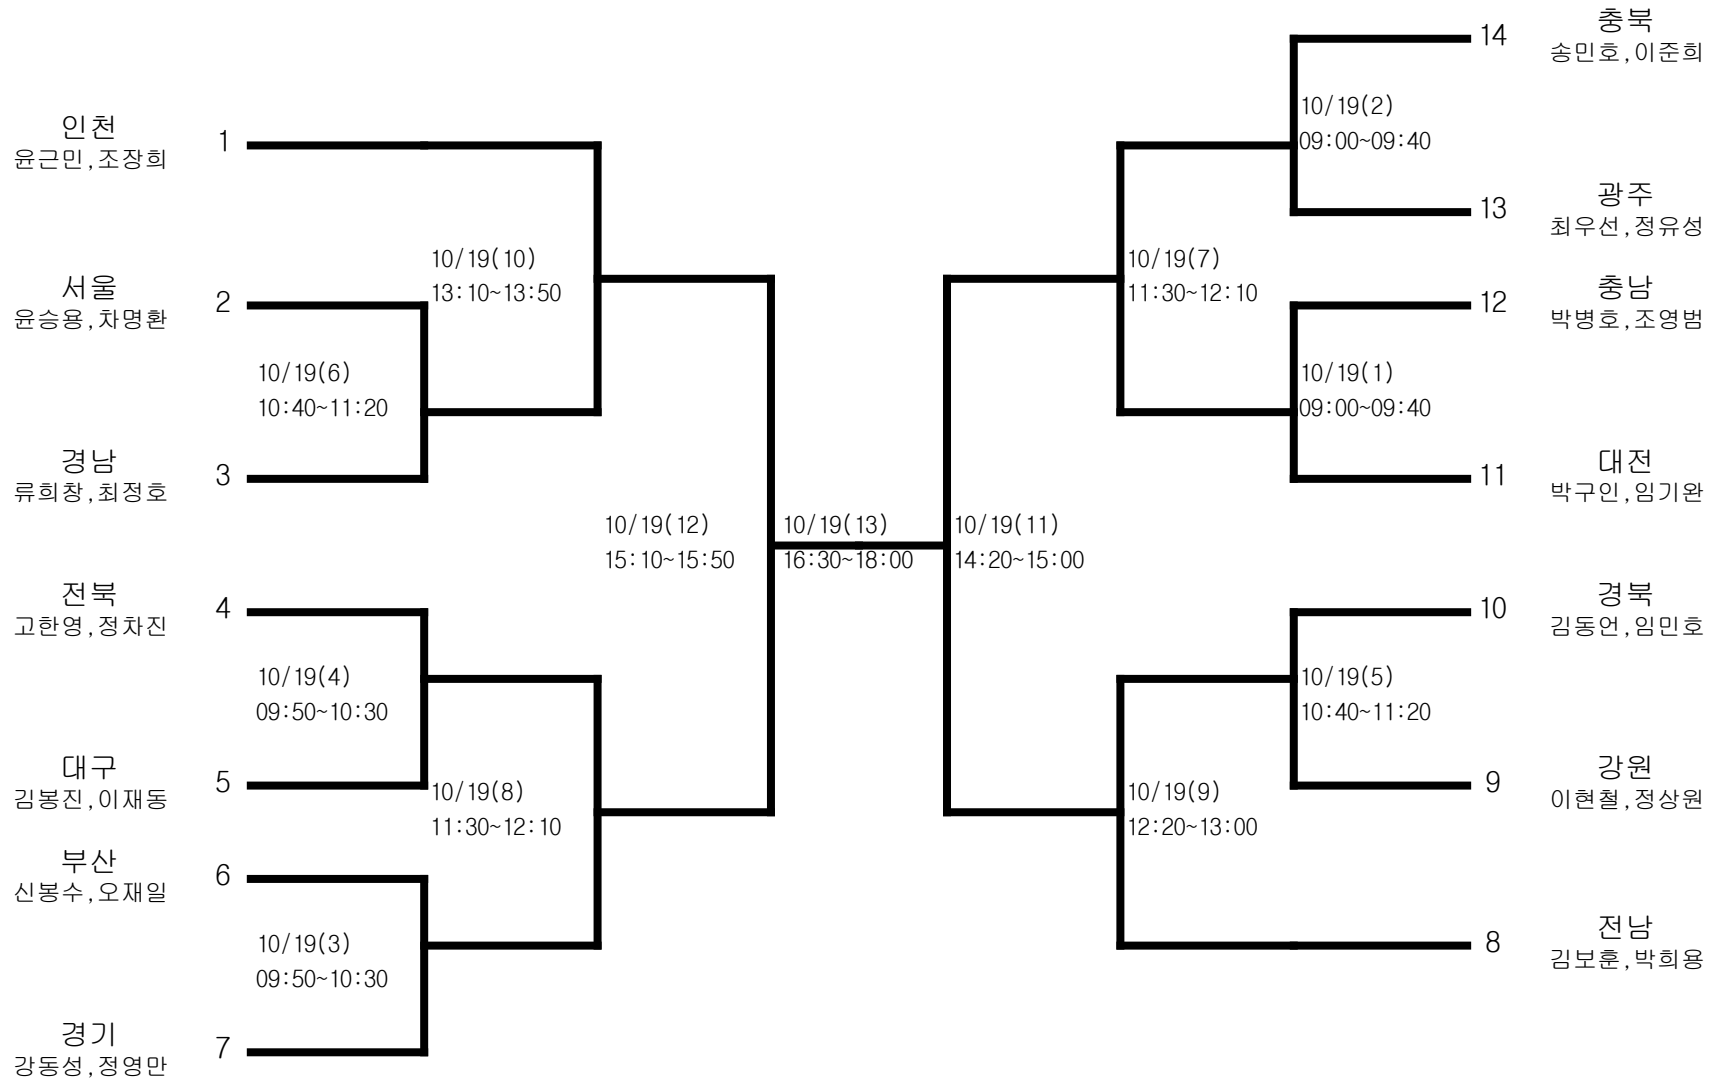 인천
윤근민,조장희
1
서울
윤승용,차명환
2
10/19(6)
10:40~11:20
경남
류희창,최정호
3
10/19(10)
13:10~13:50
전북
고한영,정차진
4
10/19(4)
09:50~10:30
대구
김봉진,이재동
5
10/19(8)
11:30~12:10
부산
신봉수,오재일
6
10/19(3)
09:50~10:30
경기
강동성,정영만
7
10/19(12)
15:10~15:50
10/19(13)
16:30~18:00
10/19(11)
14:20~15:00
14
충북
송민호,이준희
10/19(2)
09:00~09:40
13
광주
최우선,정유성
10/19(7)
11:30~12:10
12
충남
박병호,조영범
10/19(1)
09:00~09:40
11
대전
박구인,임기완
10
경북
김동언,임민호
10/19(5)
10:40~11:20
9
강원
이현철,정상원
10/19(9)
12:20~13:00
8
전남
김보훈,박희용